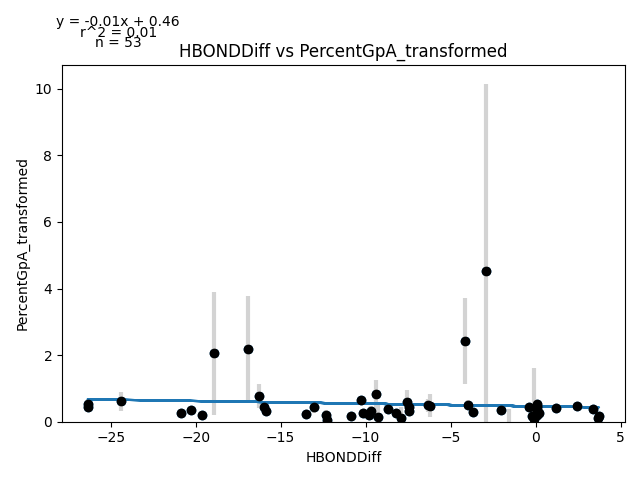 y = -0.01x + 0.46
r^2 = 0.01
n = 53
HBONDDiff vs PercentGpA_transformed
PercentGpA_transformed
10
8
6
4
2
0
−25
−20
−15
−10
−5
0
5
HBONDDiff